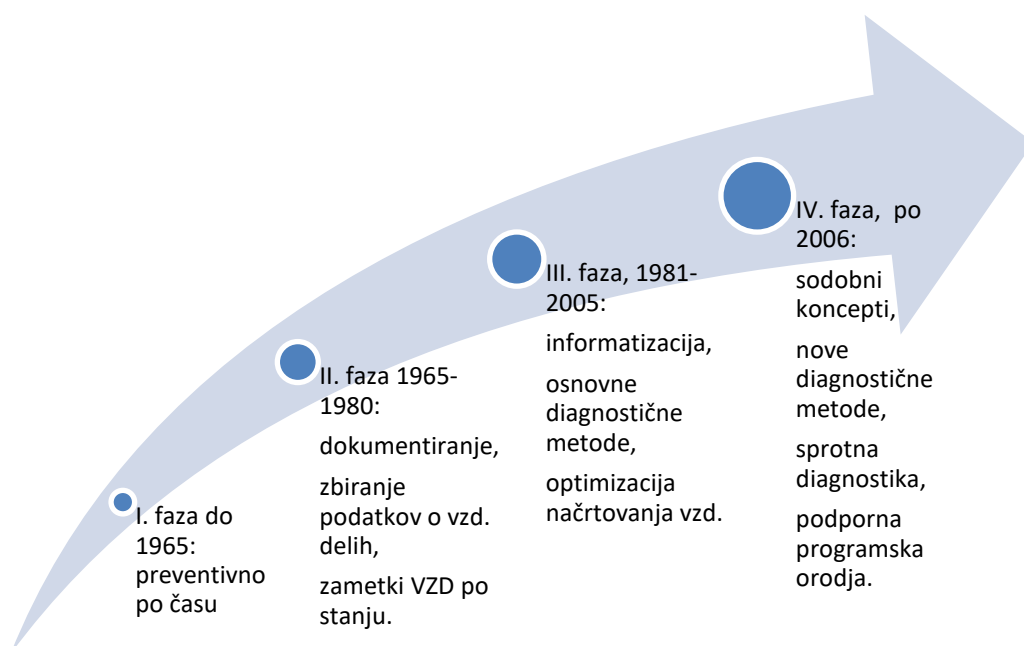 I. faza do
1965:
preventivno
po času
II. faza 1965-
1980:
dokumentiranje,
zbiranje
podatkov o vzd.
delih,
zametki VZD po
stanju.
III. faza, 1981-
2005:
informatizacija,
osnovne
diagnostične
metode,
optimizacija
načrtovanja vzd.
IV. faza,  po
2006:
sodobni
koncepti,
nove
diagnostične
metode,
sprotna
diagnostika,
podporna
programska
orodja.